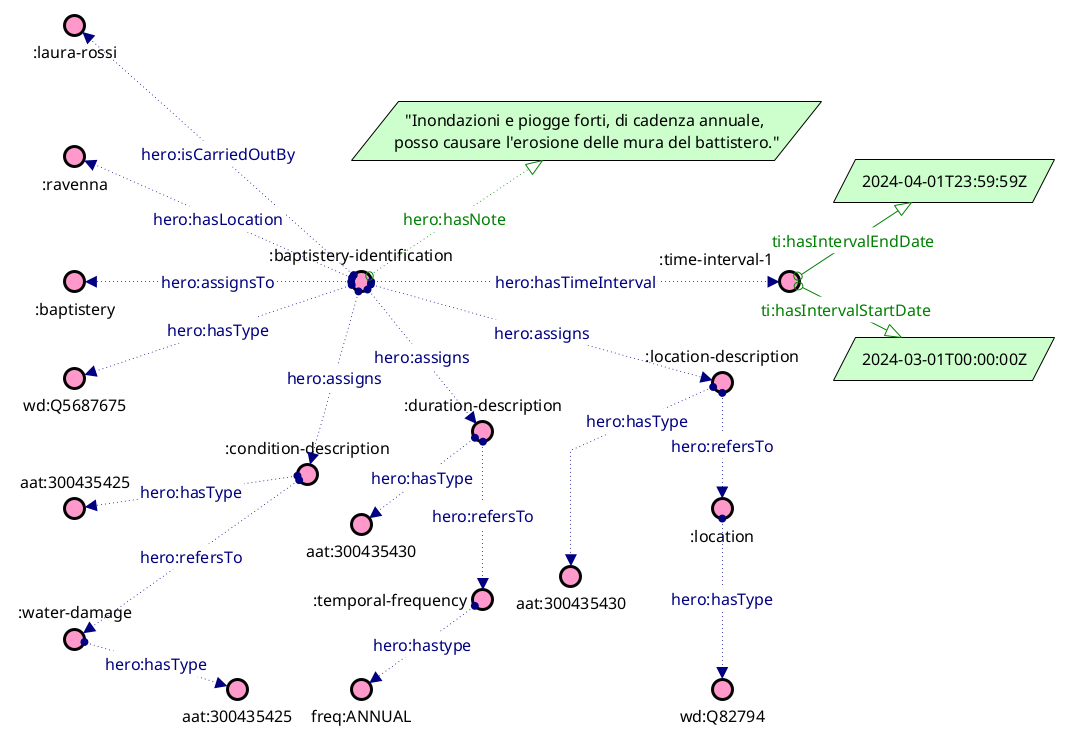 :laura-rossi
"Inondazioni e piogge forti, di cadenza annuale,
posso causare l'erosione delle mura del battistero."
hero:isCarriedOutBy
:ravenna
2024-04-01T23:59:59Z
hero:hasLocation
hero:hasNote
ti:hasIntervalEndDate
:baptistery-identification
:time-interval-1
hero:assignsTo
hero:hasTimeInterval
:baptistery
ti:hasIntervalStartDate
hero:hasType
hero:assigns
hero:assigns
:location-description
2024-03-01T00:00:00Z
hero:assigns
wd:Q5687675
:duration-description
hero:hasType
:condition-description
hero:refersTo
aat:300435425
hero:hasType
hero:hasType
hero:refersTo
:location
aat:300435430
hero:refersTo
:temporal-frequency
aat:300435430
hero:hasType
:water-damage
hero:hastype
hero:hasType
aat:300435425
freq:ANNUAL
wd:Q82794